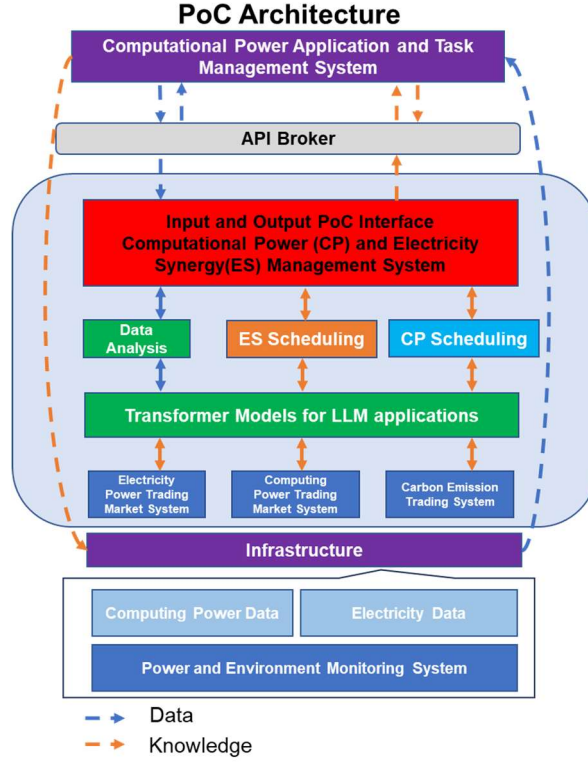 PoC Architecture
Computational Power Application and Task
Management System
API Broker
Input and Output PoC Interface
Computational Power (CP) and Electricity
Synergy(ES) Management System
Data
Analysis
ES Scheduling
CP Scheduling
Transformer Models for LLM applications
Electricity
Power Trading
Market System
Computing
Power Trading
Market System
Carbon Emission
Trading System
Infrastructure
Computing Power Data
Electricity Data
Power and Environment Monitoring System
Data
Knowledge